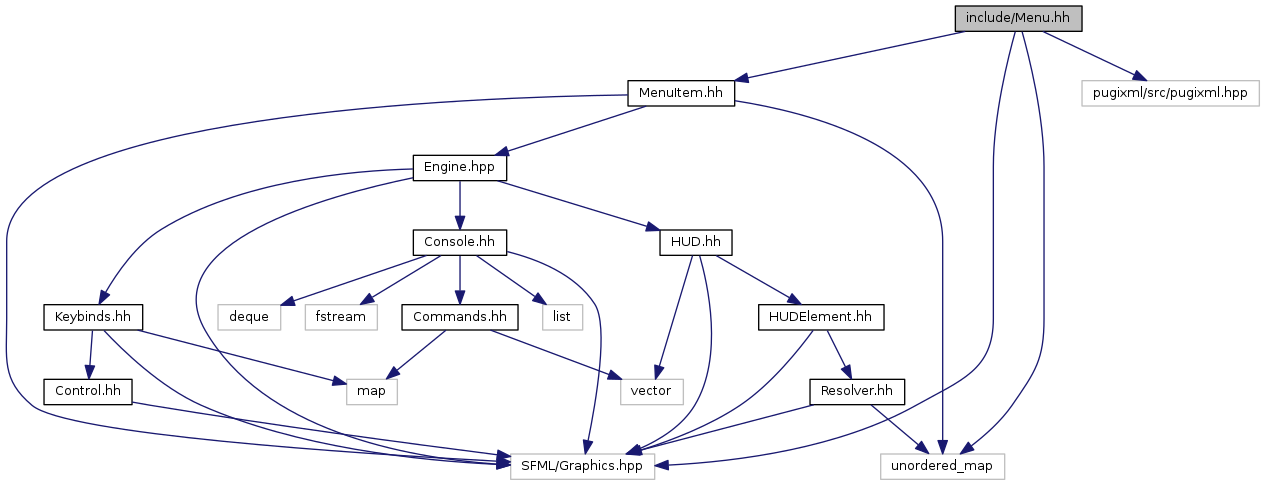 include/Menu.hh
MenuItem.hh
pugixml/src/pugixml.hpp
Engine.hpp
Console.hh
HUD.hh
Keybinds.hh
deque
fstream
Commands.hh
list
HUDElement.hh
Control.hh
map
vector
Resolver.hh
SFML/Graphics.hpp
unordered_map